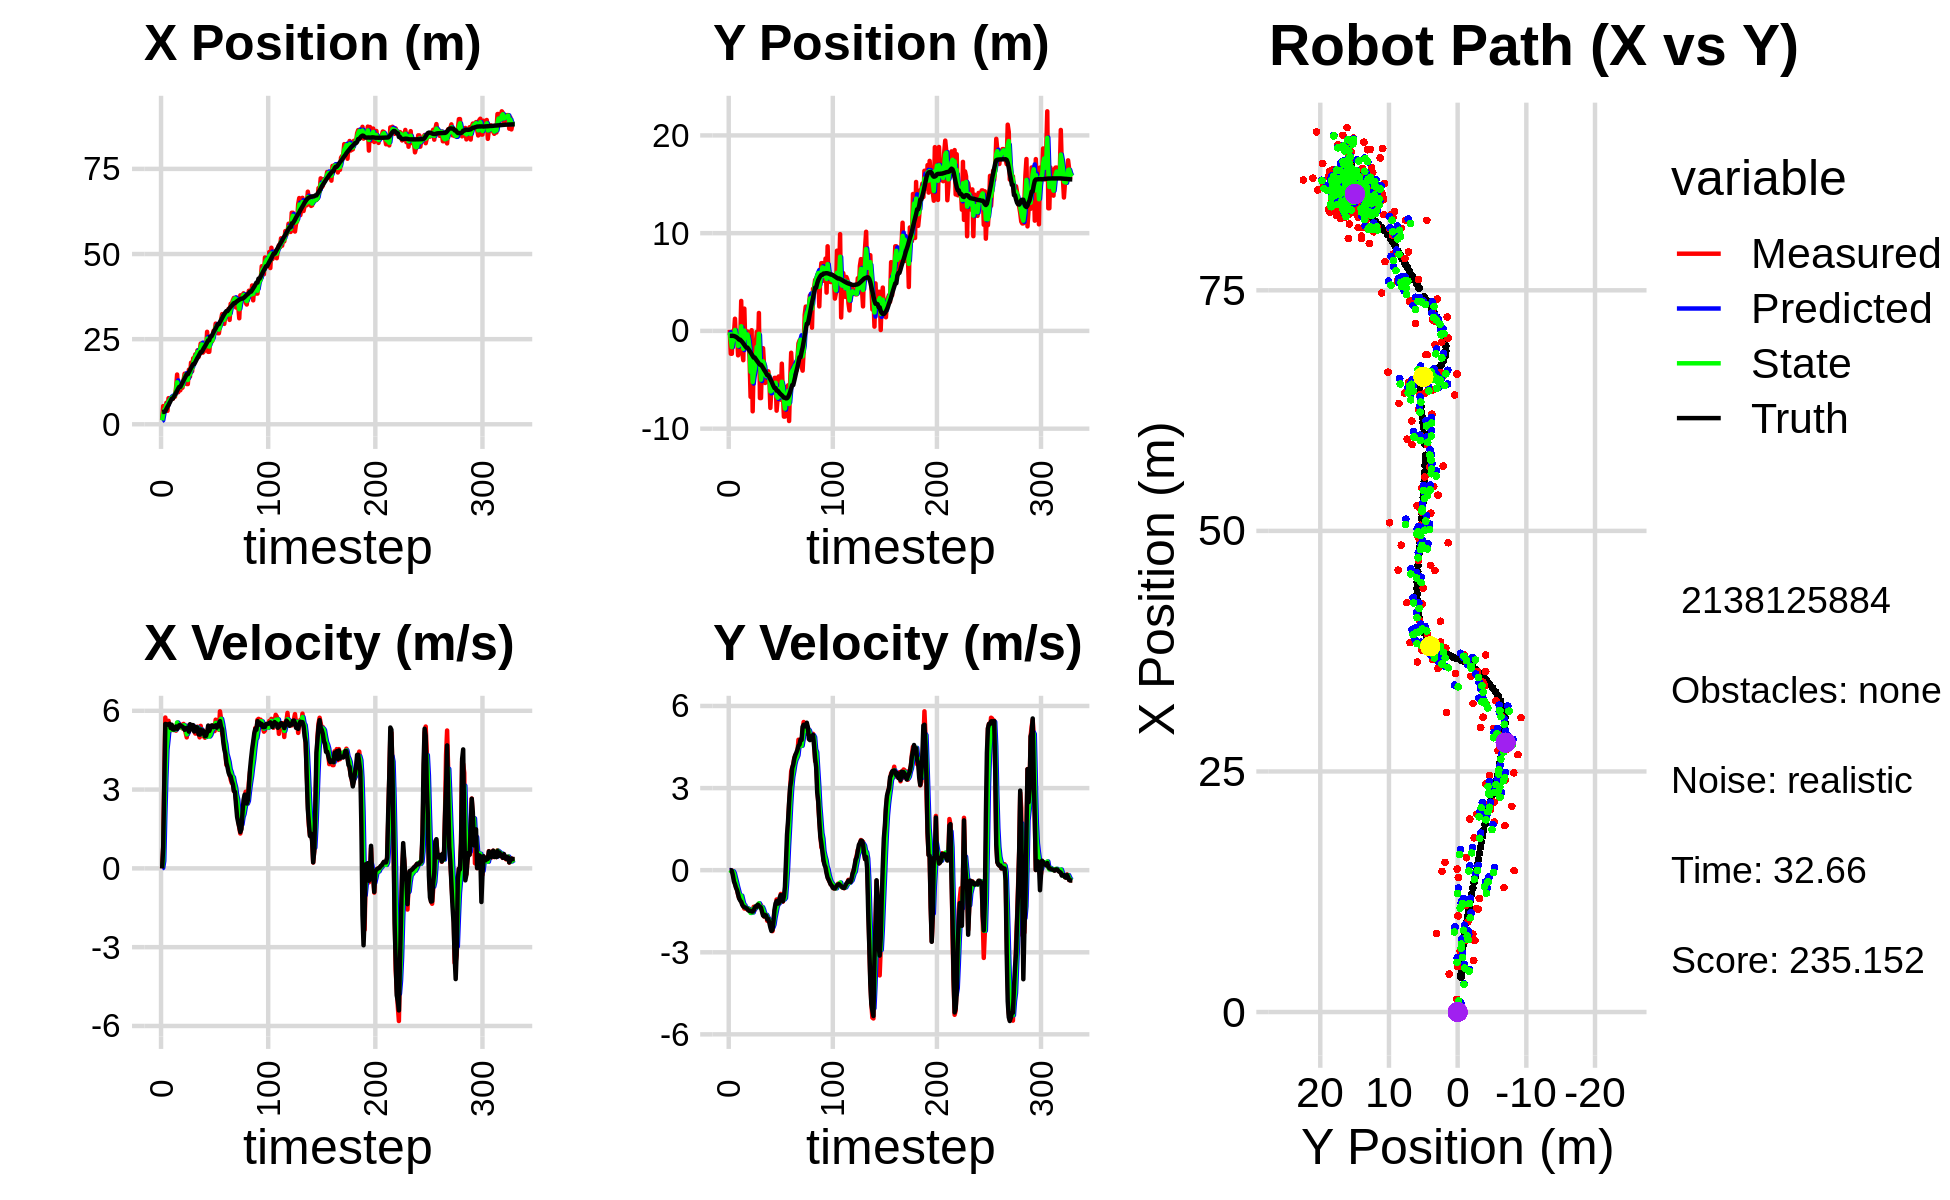 X Position (m)
75
50
25
0
0
100
200
300
timestep
Y Position (m)
20
10
0
-10
0
100
200
300
timestep
X Velocity (m/s)
6
3
0
-3
-6
0
100
200
300
timestep
Y Velocity (m/s)
6
3
0
-3
-6
0
100
200
300
timestep
Robot Path (X vs Y)
X Position (m)
75
50
25
0
20 10 0 -10 -20
Y Position (m)
variable
Measured
Predicted
State
Truth
2138125884
Obstacles: none
Noise: realistic
Time: 32.66
Score: 235.152